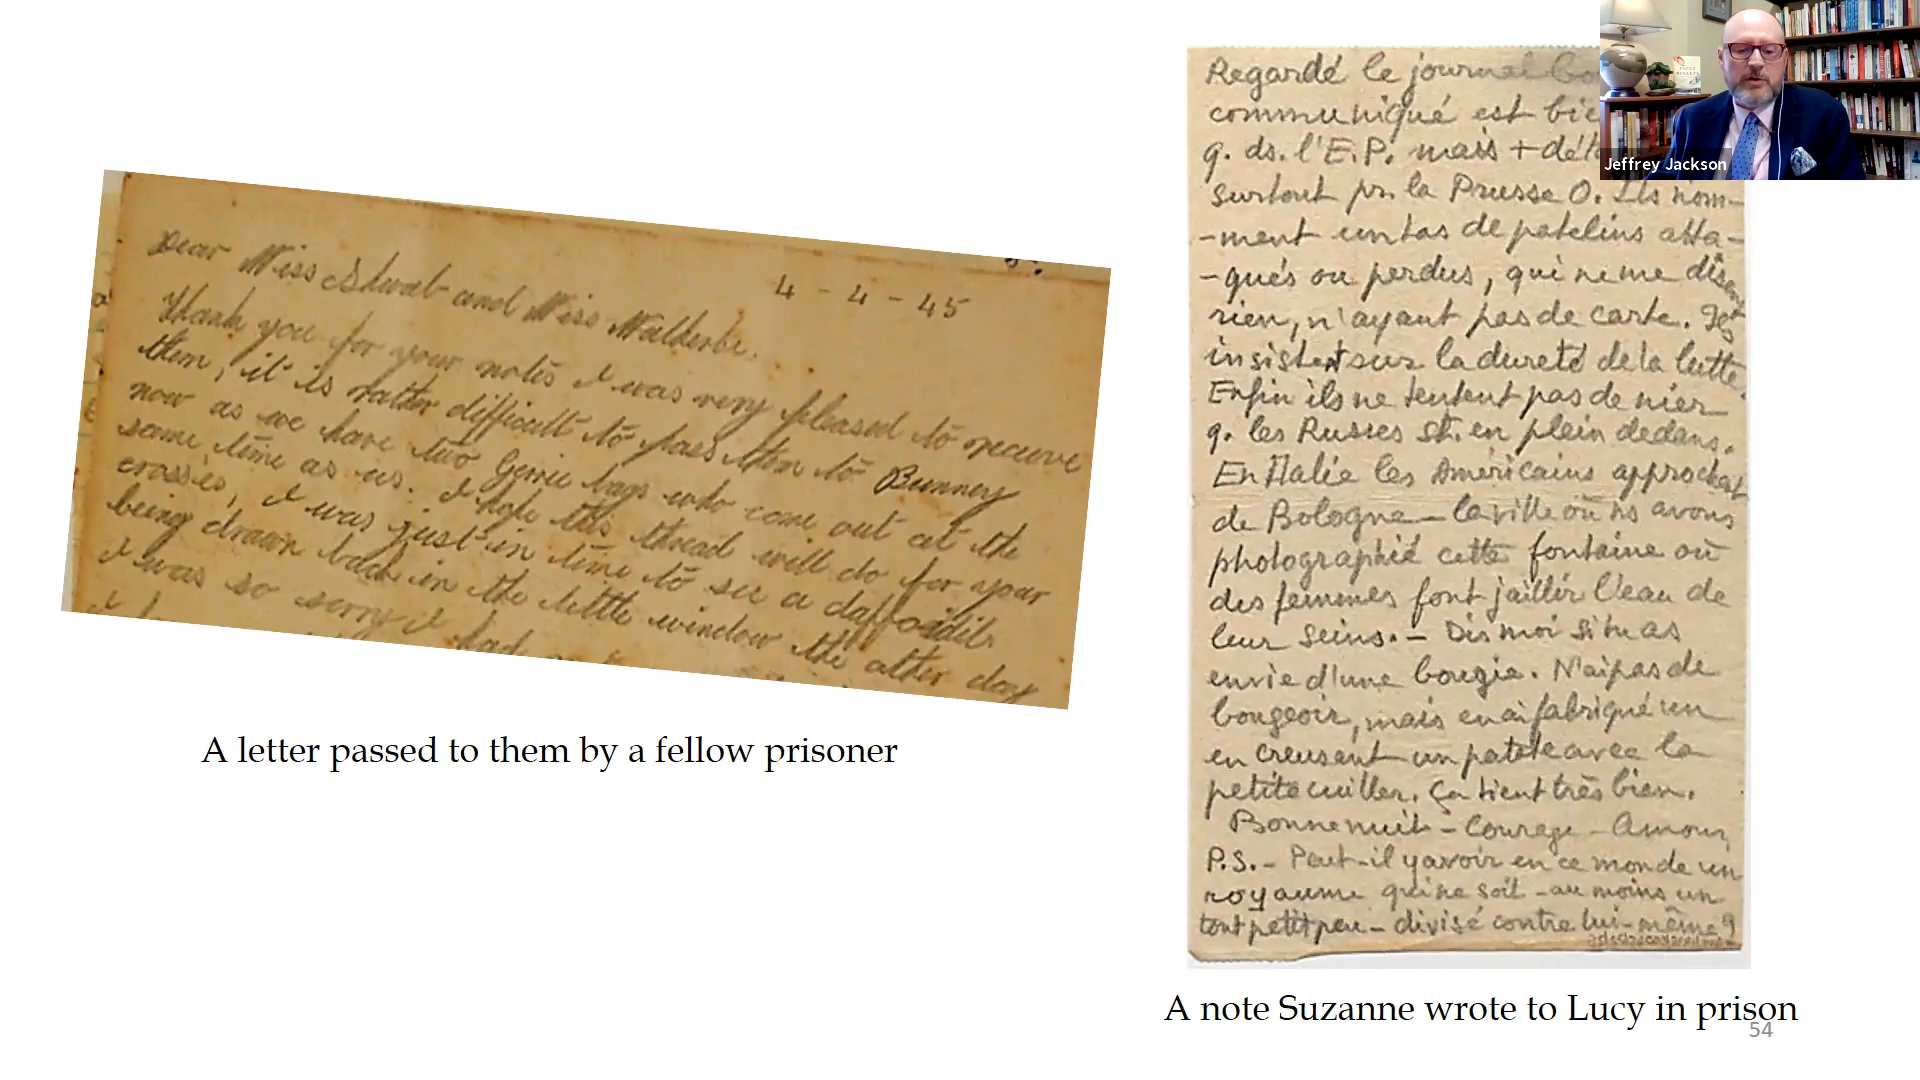 Dear Miss Shwab and Miss Malherbe.
4 - 4 - 45
Thank you for your notes I was very pleased to receive
them, it is rather difficult to pass them to Bunney
now as we have two Gerrie bags who come out at the
same time as us. I hope this thread will do for your
crosses, I was just in time to see a daffodils
being drawn back in the little window the other day
I was so sorry I had
A letter passed to them by a fellow prisoner
Regardé le journal
communiqué est
q. ds. l'E.P. mais +
surtout pr. la Prusse O. Ils nom-
-ment un tas de patelins atta-
-qués ou perdus, qui ne me
rien, n'ayant pas de carte.
insistent sur la dureté de la lutte
Enfin ils ne tentent pas de nier
q. les Russes st. en plein dedans.
En Italie les Américains approchent
de Bologne - la ville où ns avons
photographié cette fontaine où
des femmes font jaillir l'eau de
leur seins. - Dis moi si tu as
envie d'une bougie. N'ai pas de
bougeoir, mais en ai fabriqué un
en creusant un patate avec la
petite cuiller. Ça tient très bien.
Bonne nuit - Courage - Amour
P.S. - Peut-il y avoir en ce monde un
royaume qui ne soit - au moins un
tout petit peu - divisé contre lui-même?
A note Suzanne wrote to Lucy in prison
54
Jeffrey Jackson